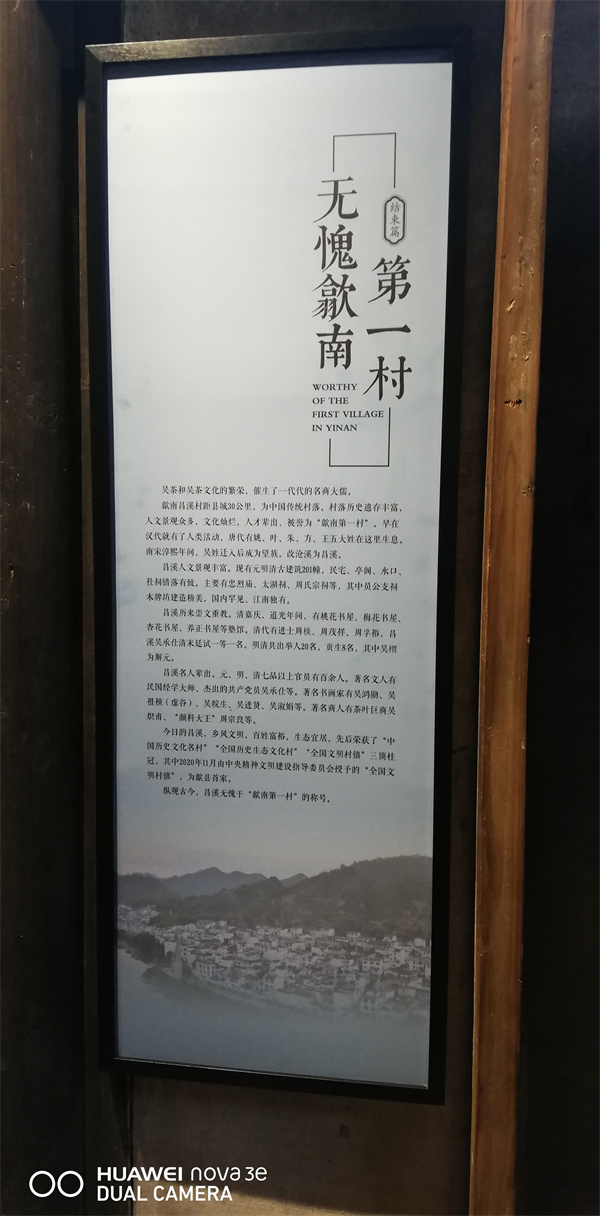 结束篇
无愧歙南
第一村
WORTHY
OF THE
FIRST VILLAGE
IN YINAN
吴茶和吴茶文化的繁荣，催生了一代代的名商大儒。
歙南昌溪村距县城30公里，为中国传统村落。村落历史遗存丰富，
人文景观众多，文化灿烂，人才辈出，被誉为“歙南第一村”。早在
汉代就有了人类活动，唐代有姚、叶、朱、方、王五大姓在这里生息，
南宋淳熙年间，吴姓迁入后成为望族，改沧溪为昌溪。
昌溪人文景观丰富。现有元明清古建筑201幢，民宅、亭阁、水口、
社祠错落有致。主要有忠烈庙、太湖祠、周氏宗祠等，其中员公支祠
木牌坊建造精美，国内罕见、江南独有。
昌溪历来崇文重教。清嘉庆、道光年间，有桃花书屋、梅花书屋、
杏花书屋、养正书屋等塾馆。清代有进士周模、周茂祥、周孚裕，昌
溪吴承仕清末廷试一等一名。明清共出举人20名，贡生8名，其中吴
为解元。
昌溪名人辈出。元、明、清七品以上官员有百余人。著名文人有
民国经学大师，杰出的共产党员吴承仕等。著名书画家有吴鸿勋、吴
祖祯（虚谷）、吴皖生、吴进贤、吴淑娟等。著名商人有茶叶巨商吴
炽甫、“颜料大王”周宗良等。
今日的昌溪，乡风文明，百姓富裕，生态宜居，先后荣获了“中
国历史文化名村”“全国历史生态文化村”“全国文明村镇”三顶桂
冠，其中2020年11月由中央精神文明建设指导委员会授予的“全国文
明村镇”，为歙县首家。
纵观古今，昌溪无愧于“歙南第一村”的称号。
HUAWEI nova 3e
DUAL CAMERA